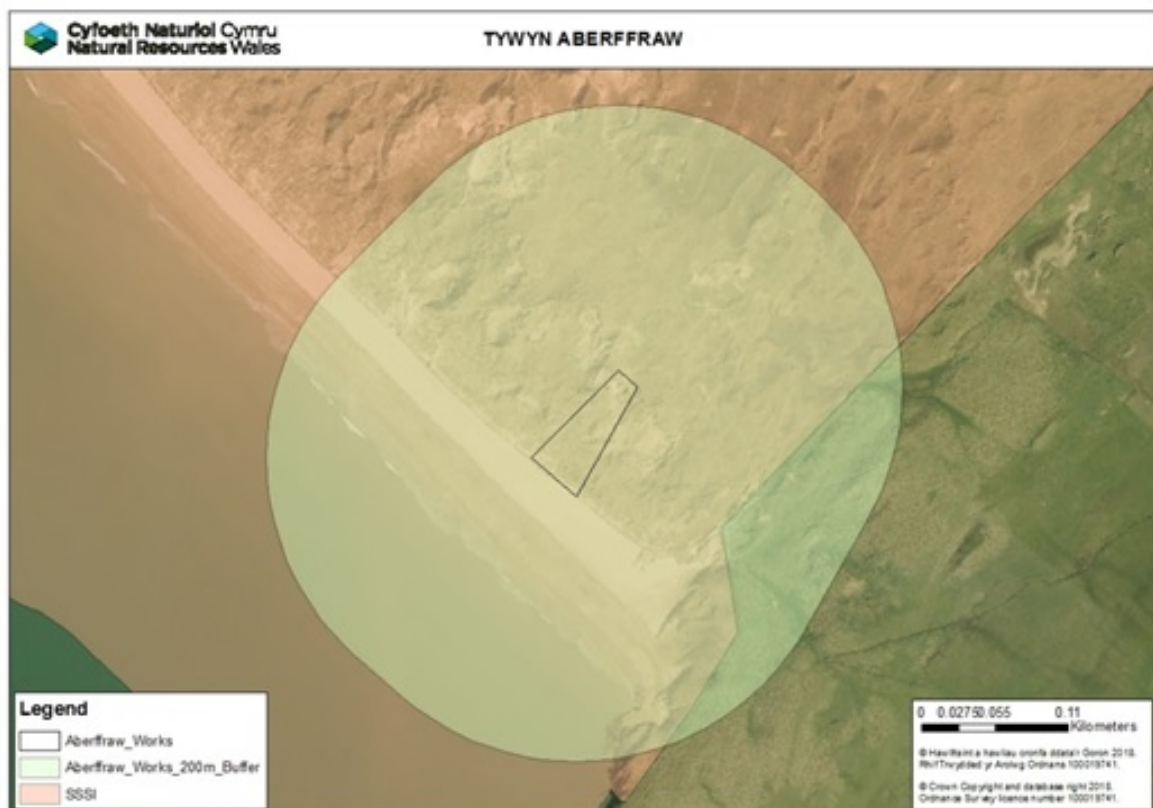 Cyfoeth Naturiol Cymru
Natural Resources Wales
TYWYN ABERFFRAW
Legend
Aberffraw_Works
Aberffraw_Works_200m_Buffer
SSSI
0 0.02750.055 0.11
Kilometers
© Hawlfraint a hawliau cronfa ddata'r Goron 2018.
Rhif Trwydded yr Arolwg Ordnans 100019741.
© Crown Copyright and database right 2018.
Ordnance Survey licence number 100019741.